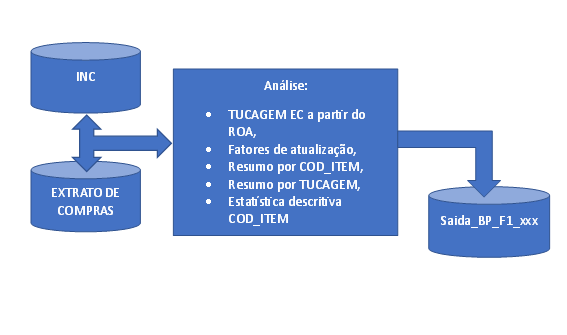 INC
EXTRATO DE
COMPRAS
Análise:
• TUCAGEM EC a partir do
ROA,
• Fatores de atualização,
• Resumo por COD_ITEM,
• Resumo por TUCAGEM,
• Estatística descritiva
COD_ITEM
Saida_BP_F1_xxx